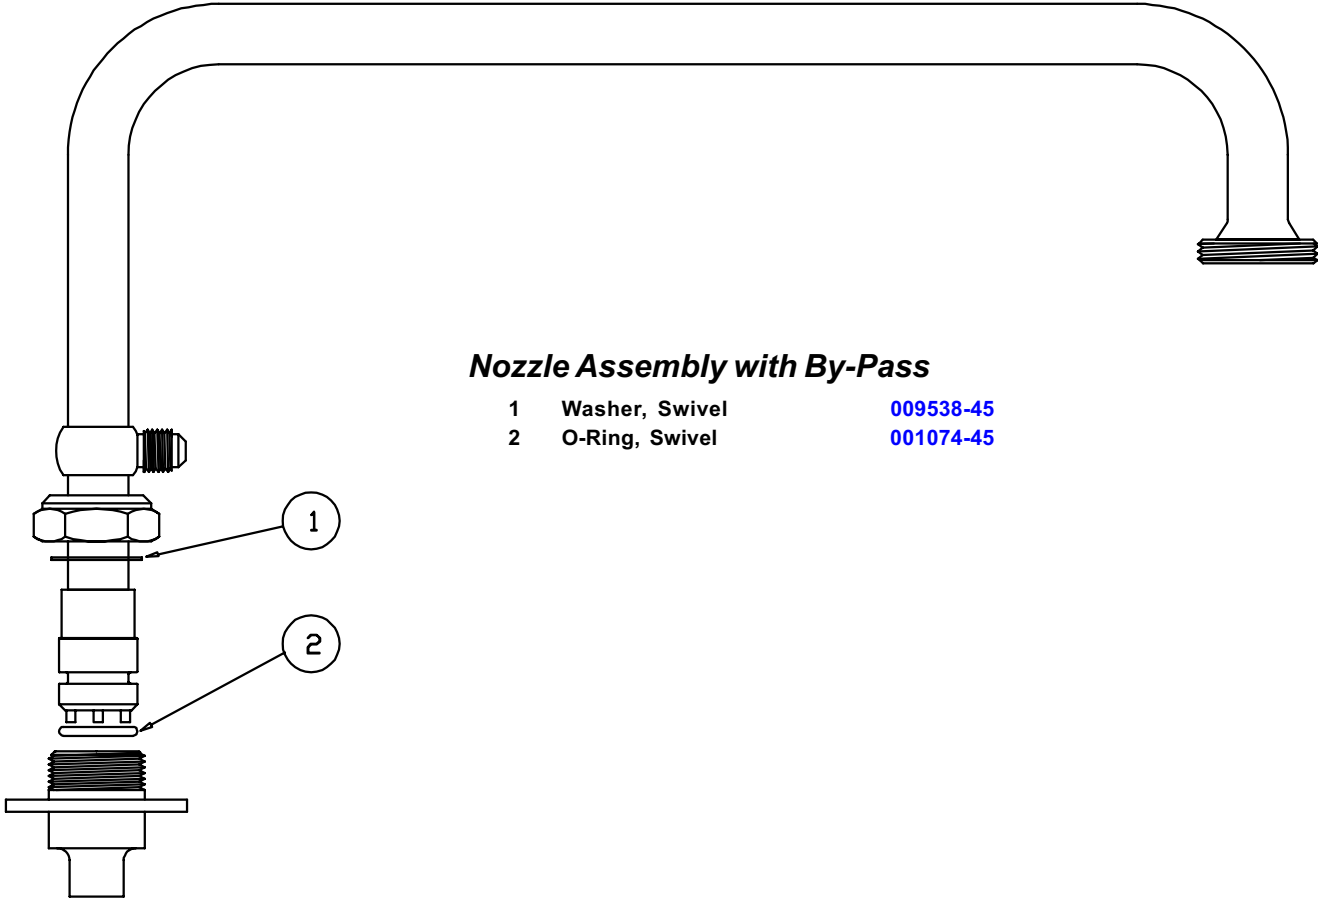 Nozzle Assembly with By-Pass
1 Washer, Swivel 009538-45
2 O-Ring, Swivel 001074-45
1
2